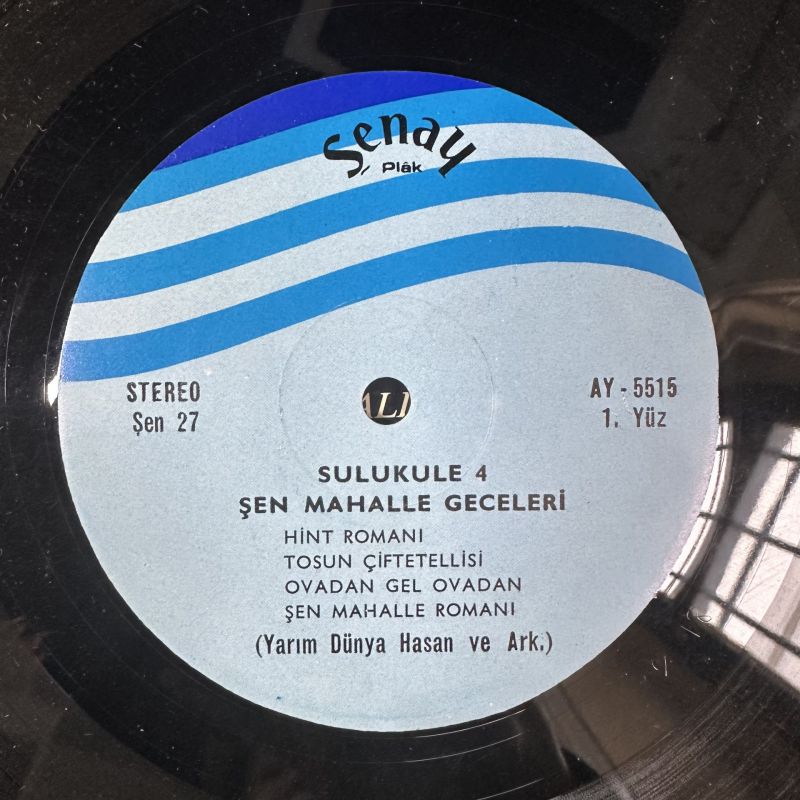 Şenay
Plâk
STEREO
Şen 27
AY - 5515
1. Yüz
ALI
SULUKULE 4
ŞEN MAHALLE GECELERİ
HİNT ROMANI
TOSUN ÇİFTETELLİSİ
OVADAN GEL OVADAN
ŞEN MAHALLE ROMANI
(Yarım Dünya Hasan ve Ark.)